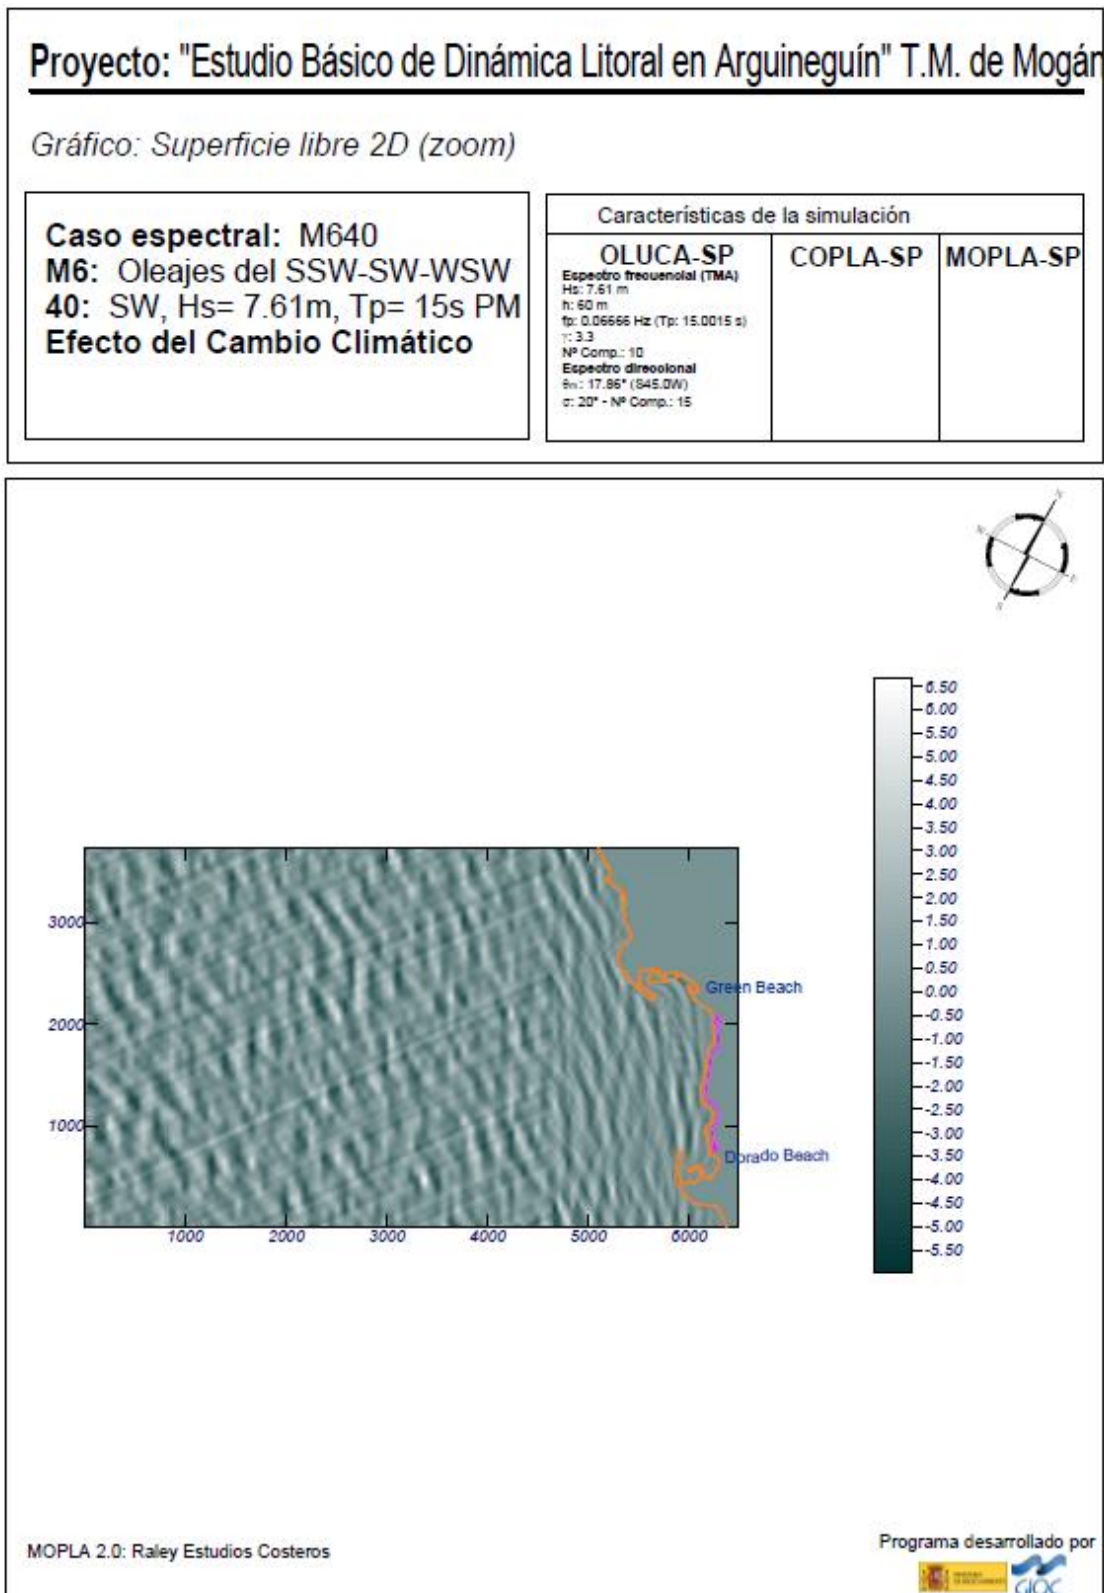 Proyecto: "Estudio Básico de Dinámica Litoral en Arguineguín" T.M. de Mogán
Gráfico: Superficie libre 2D (zoom)
Caso espectral: M640
M6: Oleajes del SSW-SW-WSW
40: SW, Hs= 7.61m, Tp= 15s PM
Efecto del Cambio Climático
Características de la simulación
OLUCA-SP
Espectro frecuencial (TMA)
Hs: 7.61 m
h: 60 m
fp: 0.06666 Hz (Tp: 15.0015 s)
γ: 3.3
Nº Comp.: 10
Espectro direccional
θm: 17.86° (S45.0W)
σ: 20° - Nº Comp.: 15
COPLA-SP
MOPLA-SP
N
W
E
S
6.50
6.00
5.50
5.00
4.50
4.00
3.50
3.00
2.50
2.00
1.50
1.00
0.50
0.00
-0.50
-1.00
-1.50
-2.00
-2.50
-3.00
-3.50
-4.00
-4.50
-5.00
-5.50
3000
2000
1000
Green Beach
Dorado Beach
1000 2000 3000 4000 5000 6000
MOPLA 2.0: Raley Estudios Costeros
Programa desarrollado por
GIOC